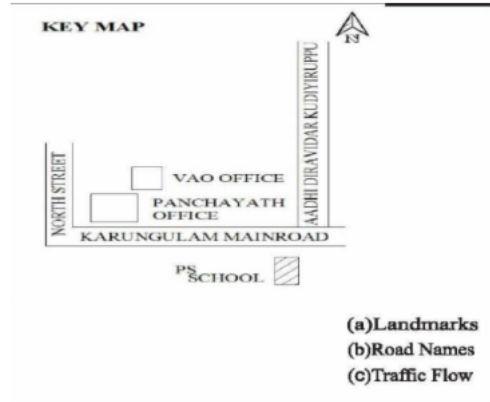 KEY MAP
N
AADHI DIRAVIDAR KUDIYIRUPPU
NORTH STREET
VAO OFFICE
PANCHAYATH
OFFICE
KARUNGULAM MAINROAD
PS
SCHOOL
(a)Landmarks
(b)Road Names
(c)Traffic Flow